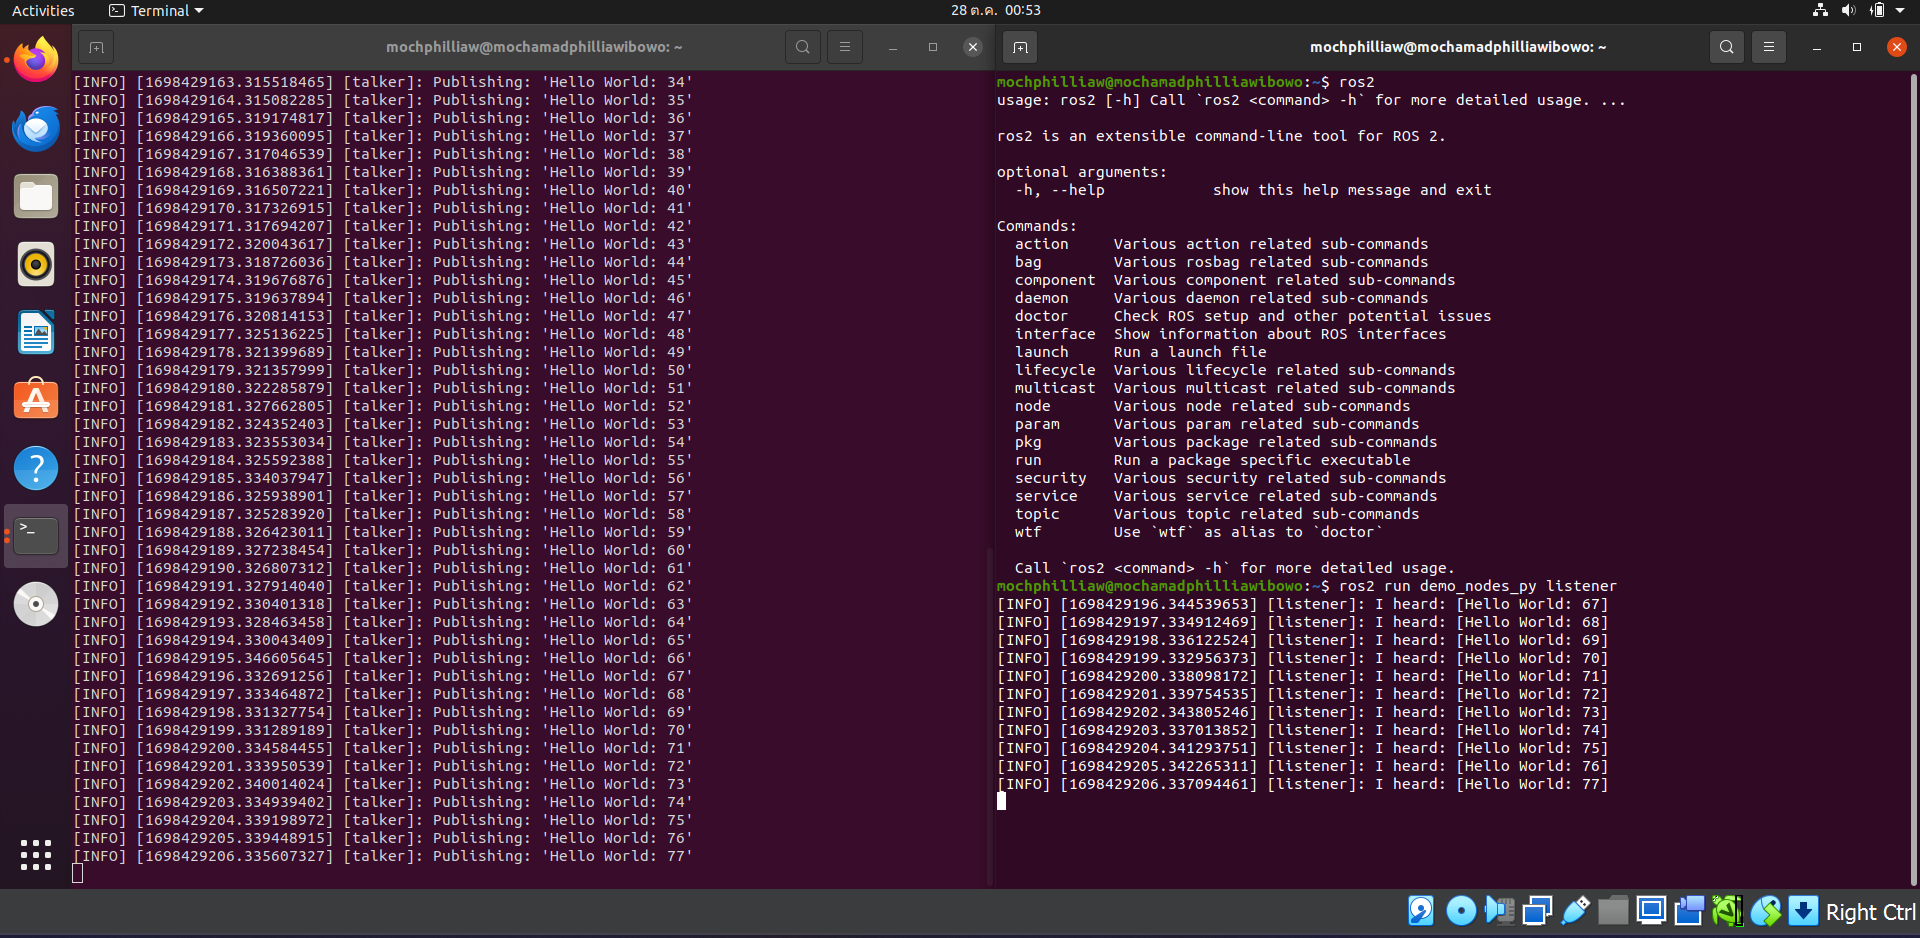 Activities
Terminal
28 ต.ค. 00:53
mochphilliaw@mochamadphilliawibowo: ~
[INFO] [1698429163.315518465] [talker]: Publishing: 'Hello World: 34'
[INFO] [1698429164.315082285] [talker]: Publishing: 'Hello World: 35'
[INFO] [1698429165.319174817] [talker]: Publishing: 'Hello World: 36'
[INFO] [1698429166.319360095] [talker]: Publishing: 'Hello World: 37'
[INFO] [1698429167.317046539] [talker]: Publishing: 'Hello World: 38'
[INFO] [1698429168.316388361] [talker]: Publishing: 'Hello World: 39'
[INFO] [1698429169.316507221] [talker]: Publishing: 'Hello World: 40'
[INFO] [1698429170.317326915] [talker]: Publishing: 'Hello World: 41'
[INFO] [1698429171.317694207] [talker]: Publishing: 'Hello World: 42'
[INFO] [1698429172.320043617] [talker]: Publishing: 'Hello World: 43'
[INFO] [1698429173.318726036] [talker]: Publishing: 'Hello World: 44'
[INFO] [1698429174.319676876] [talker]: Publishing: 'Hello World: 45'
[INFO] [1698429175.319637894] [talker]: Publishing: 'Hello World: 46'
[INFO] [1698429176.320814153] [talker]: Publishing: 'Hello World: 47'
[INFO] [1698429177.325136225] [talker]: Publishing: 'Hello World: 48'
[INFO] [1698429178.321399689] [talker]: Publishing: 'Hello World: 49'
[INFO] [1698429179.321357999] [talker]: Publishing: 'Hello World: 50'
[INFO] [1698429180.322285879] [talker]: Publishing: 'Hello World: 51'
[INFO] [1698429181.327662805] [talker]: Publishing: 'Hello World: 52'
[INFO] [1698429182.324352403] [talker]: Publishing: 'Hello World: 53'
[INFO] [1698429183.323553034] [talker]: Publishing: 'Hello World: 54'
[INFO] [1698429184.325592388] [talker]: Publishing: 'Hello World: 55'
[INFO] [1698429185.334037947] [talker]: Publishing: 'Hello World: 56'
[INFO] [1698429186.325938901] [talker]: Publishing: 'Hello World: 57'
[INFO] [1698429187.325283920] [talker]: Publishing: 'Hello World: 58'
[INFO] [1698429188.326423011] [talker]: Publishing: 'Hello World: 59'
[INFO] [1698429189.327238454] [talker]: Publishing: 'Hello World: 60'
[INFO] [1698429190.326807312] [talker]: Publishing: 'Hello World: 61'
[INFO] [1698429191.327914040] [talker]: Publishing: 'Hello World: 62'
[INFO] [1698429192.330401318] [talker]: Publishing: 'Hello World: 63'
[INFO] [1698429193.328463458] [talker]: Publishing: 'Hello World: 64'
[INFO] [1698429194.330043409] [talker]: Publishing: 'Hello World: 65'
[INFO] [1698429195.346605645] [talker]: Publishing: 'Hello World: 66'
[INFO] [1698429196.332691256] [talker]: Publishing: 'Hello World: 67'
[INFO] [1698429197.333464872] [talker]: Publishing: 'Hello World: 68'
[INFO] [1698429198.331327754] [talker]: Publishing: 'Hello World: 69'
[INFO] [1698429199.331289189] [talker]: Publishing: 'Hello World: 70'
[INFO] [1698429200.334584455] [talker]: Publishing: 'Hello World: 71'
[INFO] [1698429201.333950539] [talker]: Publishing: 'Hello World: 72'
[INFO] [1698429202.340014024] [talker]: Publishing: 'Hello World: 73'
[INFO] [1698429203.334939402] [talker]: Publishing: 'Hello World: 74'
[INFO] [1698429204.339198972] [talker]: Publishing: 'Hello World: 75'
[INFO] [1698429205.339448915] [talker]: Publishing: 'Hello World: 76'
[INFO] [1698429206.335607327] [talker]: Publishing: 'Hello World: 77'
mochphilliaw@mochamadphilliawibowo: ~
mochphilliaw@mochamadphilliawibowo:~$ ros2
usage: ros2 [-h] Call `ros2 <command> -h` for more detailed usage. ...
ros2 is an extensible command-line tool for ROS 2.
optional arguments:
-h, --help show this help message and exit
Commands:
action Various action related sub-commands
bag Various rosbag related sub-commands
component Various component related sub-commands
daemon Various daemon related sub-commands
doctor Check ROS setup and other potential issues
interface Show information about ROS interfaces
launch Run a launch file
lifecycle Various lifecycle related sub-commands
multicast Various multicast related sub-commands
node Various node related sub-commands
param Various param related sub-commands
pkg Various package related sub-commands
run Run a package specific executable
security Various security related sub-commands
service Various service related sub-commands
topic Various topic related sub-commands
wtf Use `wtf` as alias to `doctor`
Call `ros2 <command> -h` for more detailed usage.
mochphilliaw@mochamadphilliawibowo:~$ ros2 run demo_nodes_py listener
[INFO] [1698429196.344539653] [listener]: I heard: [Hello World: 67]
[INFO] [1698429197.334912469] [listener]: I heard: [Hello World: 68]
[INFO] [1698429198.336122524] [listener]: I heard: [Hello World: 69]
[INFO] [1698429199.332956373] [listener]: I heard: [Hello World: 70]
[INFO] [1698429200.338098172] [listener]: I heard: [Hello World: 71]
[INFO] [1698429201.339754535] [listener]: I heard: [Hello World: 72]
[INFO] [1698429202.343805246] [listener]: I heard: [Hello World: 73]
[INFO] [1698429203.337013852] [listener]: I heard: [Hello World: 74]
[INFO] [1698429204.341293751] [listener]: I heard: [Hello World: 75]
[INFO] [1698429205.342265311] [listener]: I heard: [Hello World: 76]
[INFO] [1698429206.337094461] [listener]: I heard: [Hello World: 77]
Right Ctrl